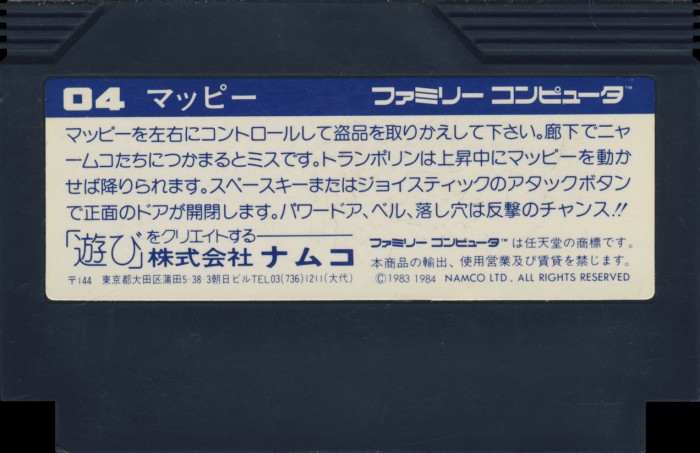 04 マッピー ファミリー コンピュータ™
マッピーを左右にコントロールして盗品を取りかえして下さい。廊下でニャ
ームコたちにつかまるとミスです。トランポリンは上昇中にマッピーを動か
せば降りられます。スペースキーまたはジョイスティックのアタックボタン
で正面のドアが開閉します。パワードア、ベル、落し穴は反撃のチャンス!!
「遊び」をクリエイトする
株式会社 ナムコ
〒144 東京都大田区蒲田5-38-3朝日ビルTEL03(736)1211(大代)
ファミリー コンピュータ™ は任天堂の商標です。
本商品の輸出、使用営業及び賃貸を禁じます。
©1983 1984 NAMCO LTD., ALL RIGHTS RESERVED